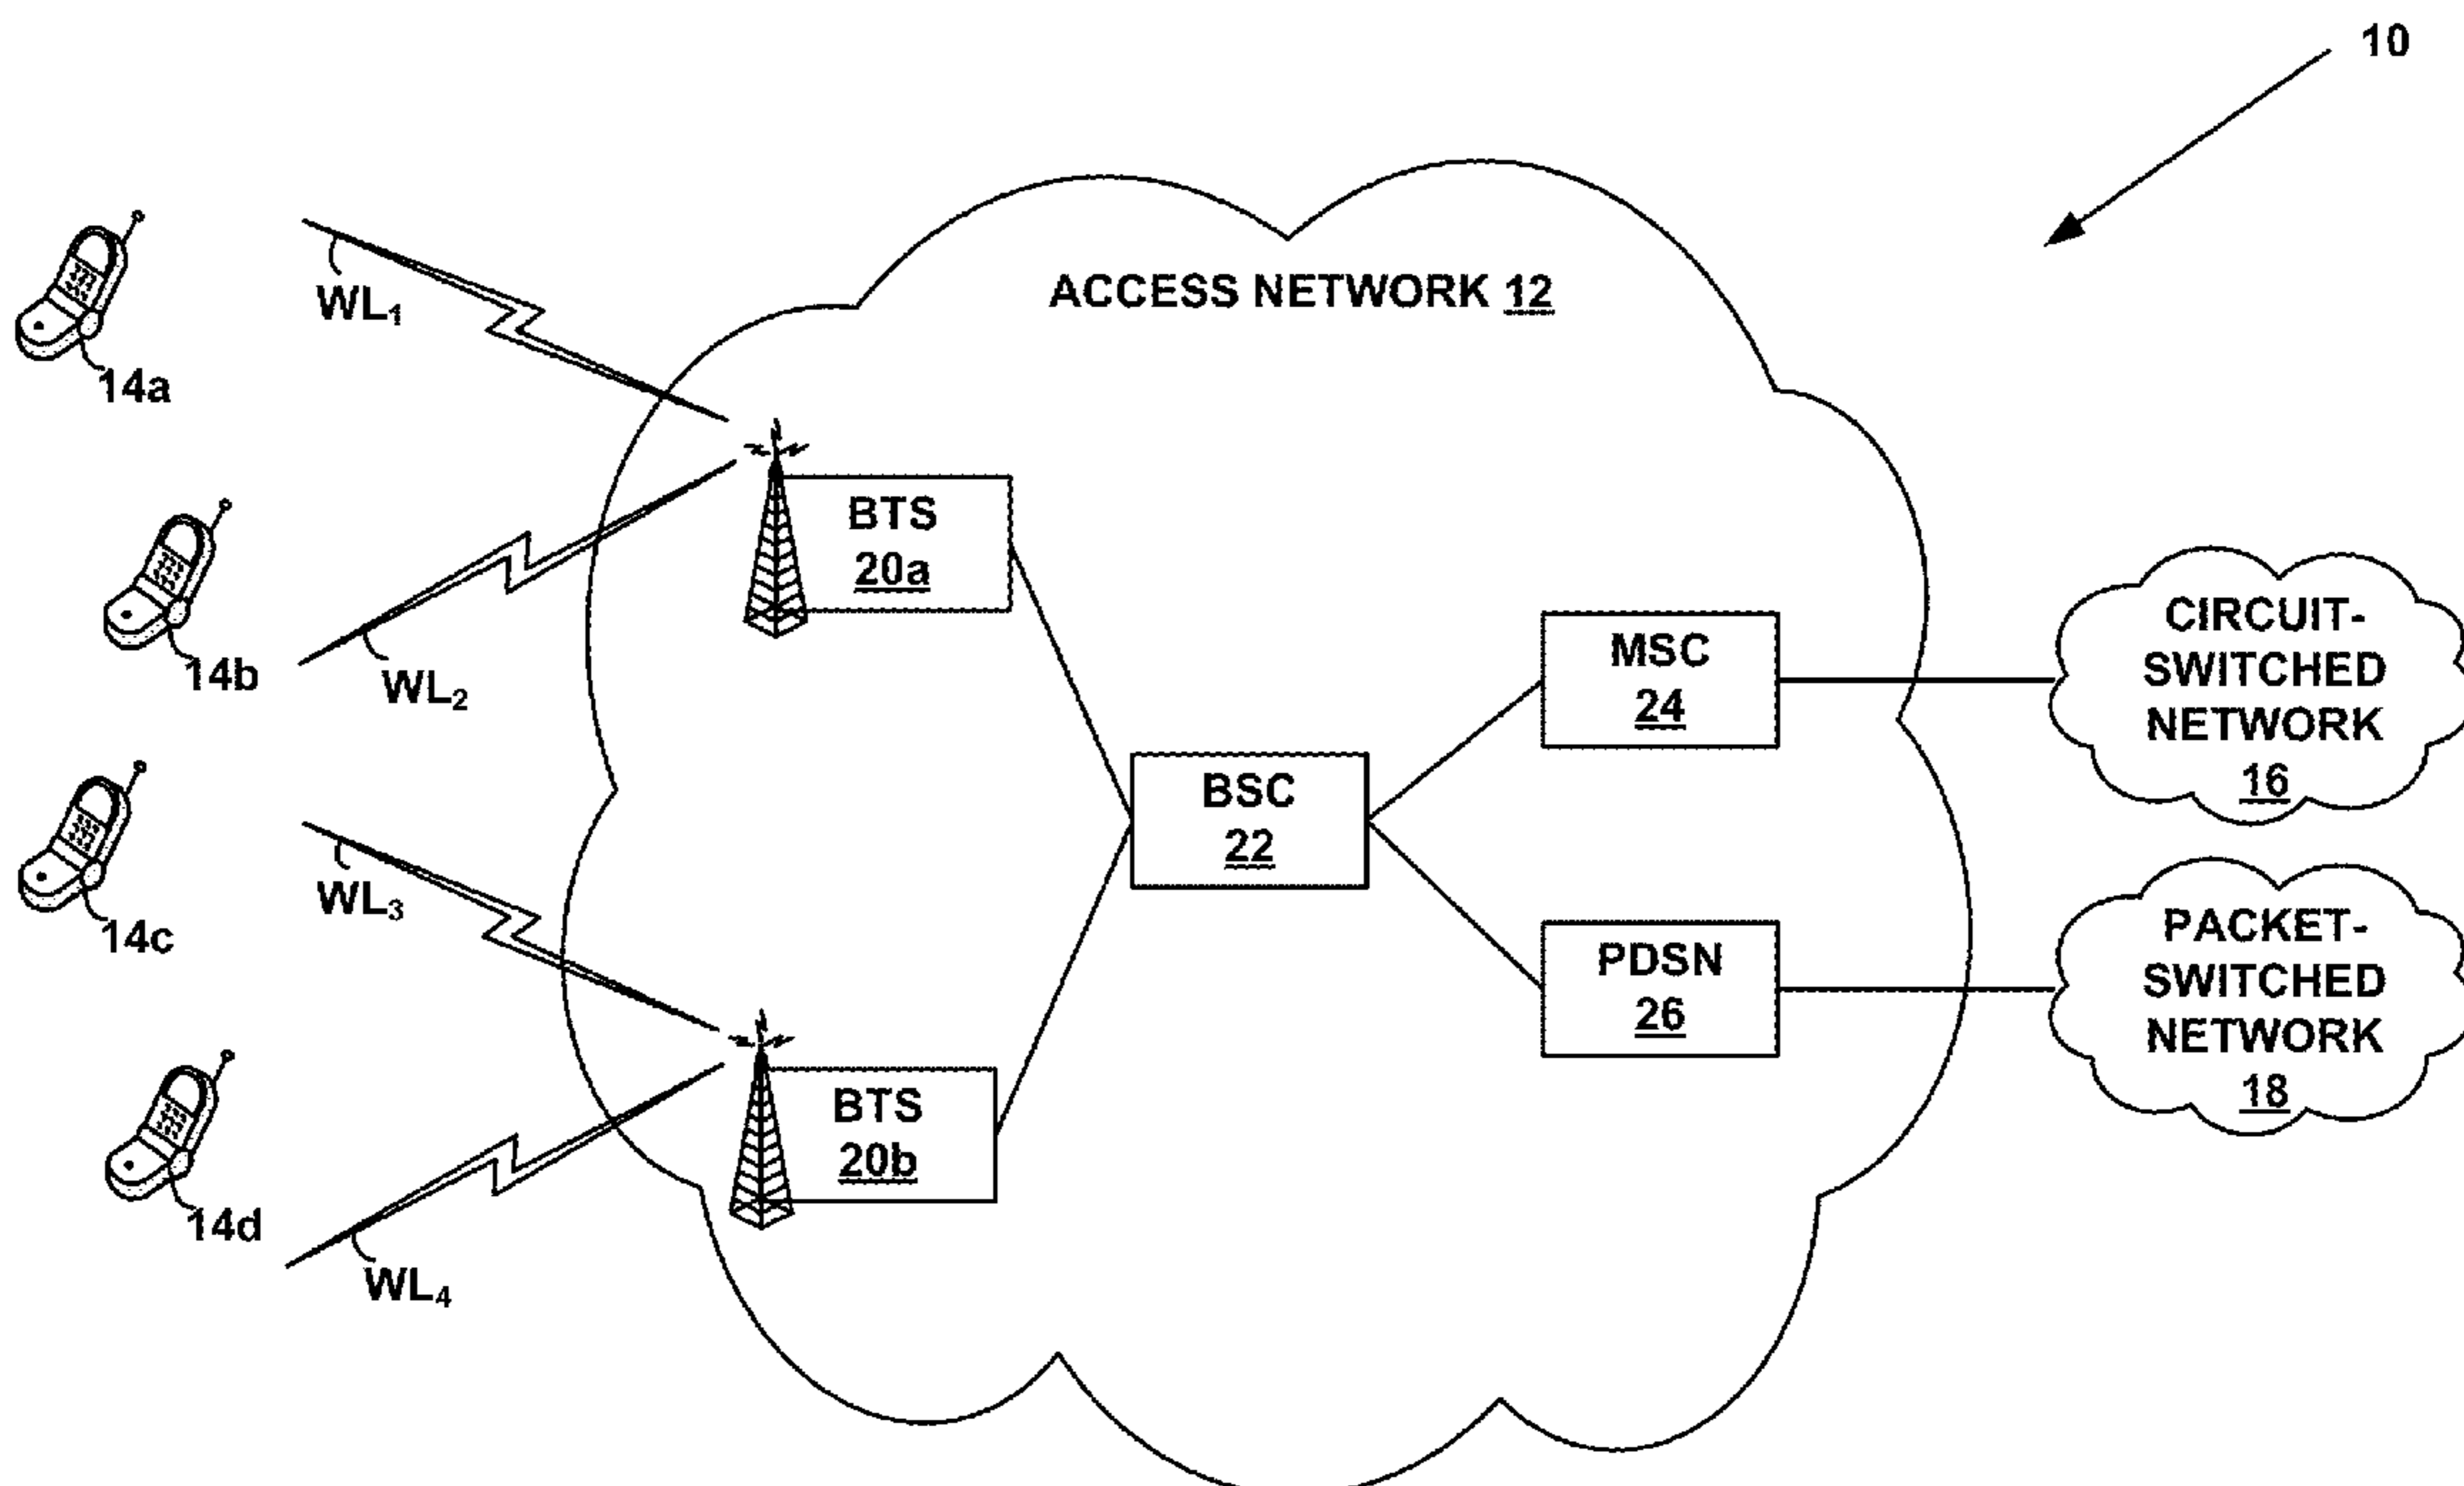 10
ACCESS NETWORK 12
14a
WL₁
14b
WL₂
14c
WL₃
14d
WL₄
BTS
20a
BTS
20b
BSC
22
MSC
24
PDSN
26
CIRCUIT-
SWITCHED
NETWORK
16
PACKET-
SWITCHED
NETWORK
18